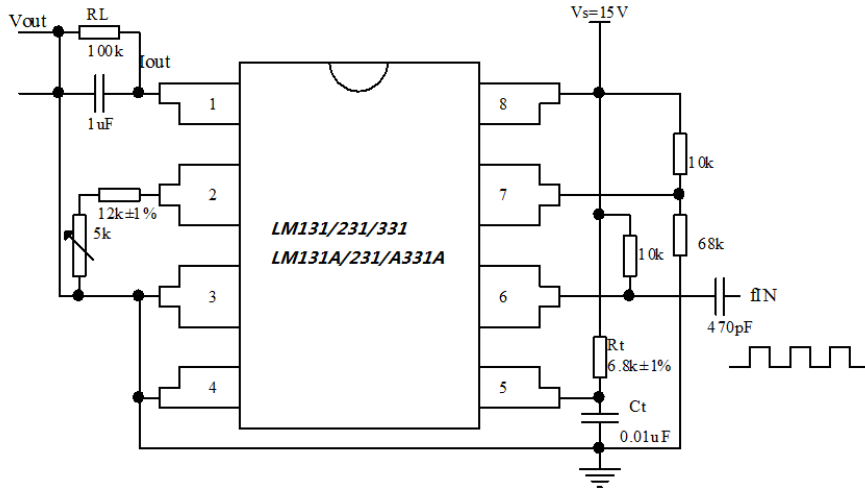 Vout
RL
100k
Iout
1uF
Vs=15V
1
8
10k
2
7
12k±1%
5k
LM131/231/331
LM131A/231/A331A
68k
10k
3
6
fIN
470pF
Rt
6.8k±1%
4
5
Ct
0.01uF